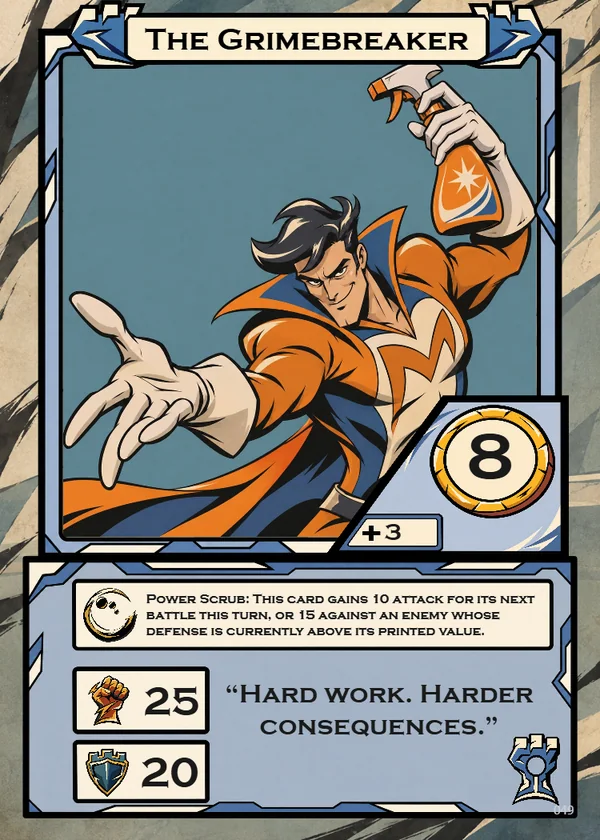 The Grimebreaker
8
+3
Power Scrub: This card gains 10 attack for its next
battle this turn, or 15 against an enemy whose
defense is currently above its printed value.
25
"Hard work. Harder
consequences."
20
049